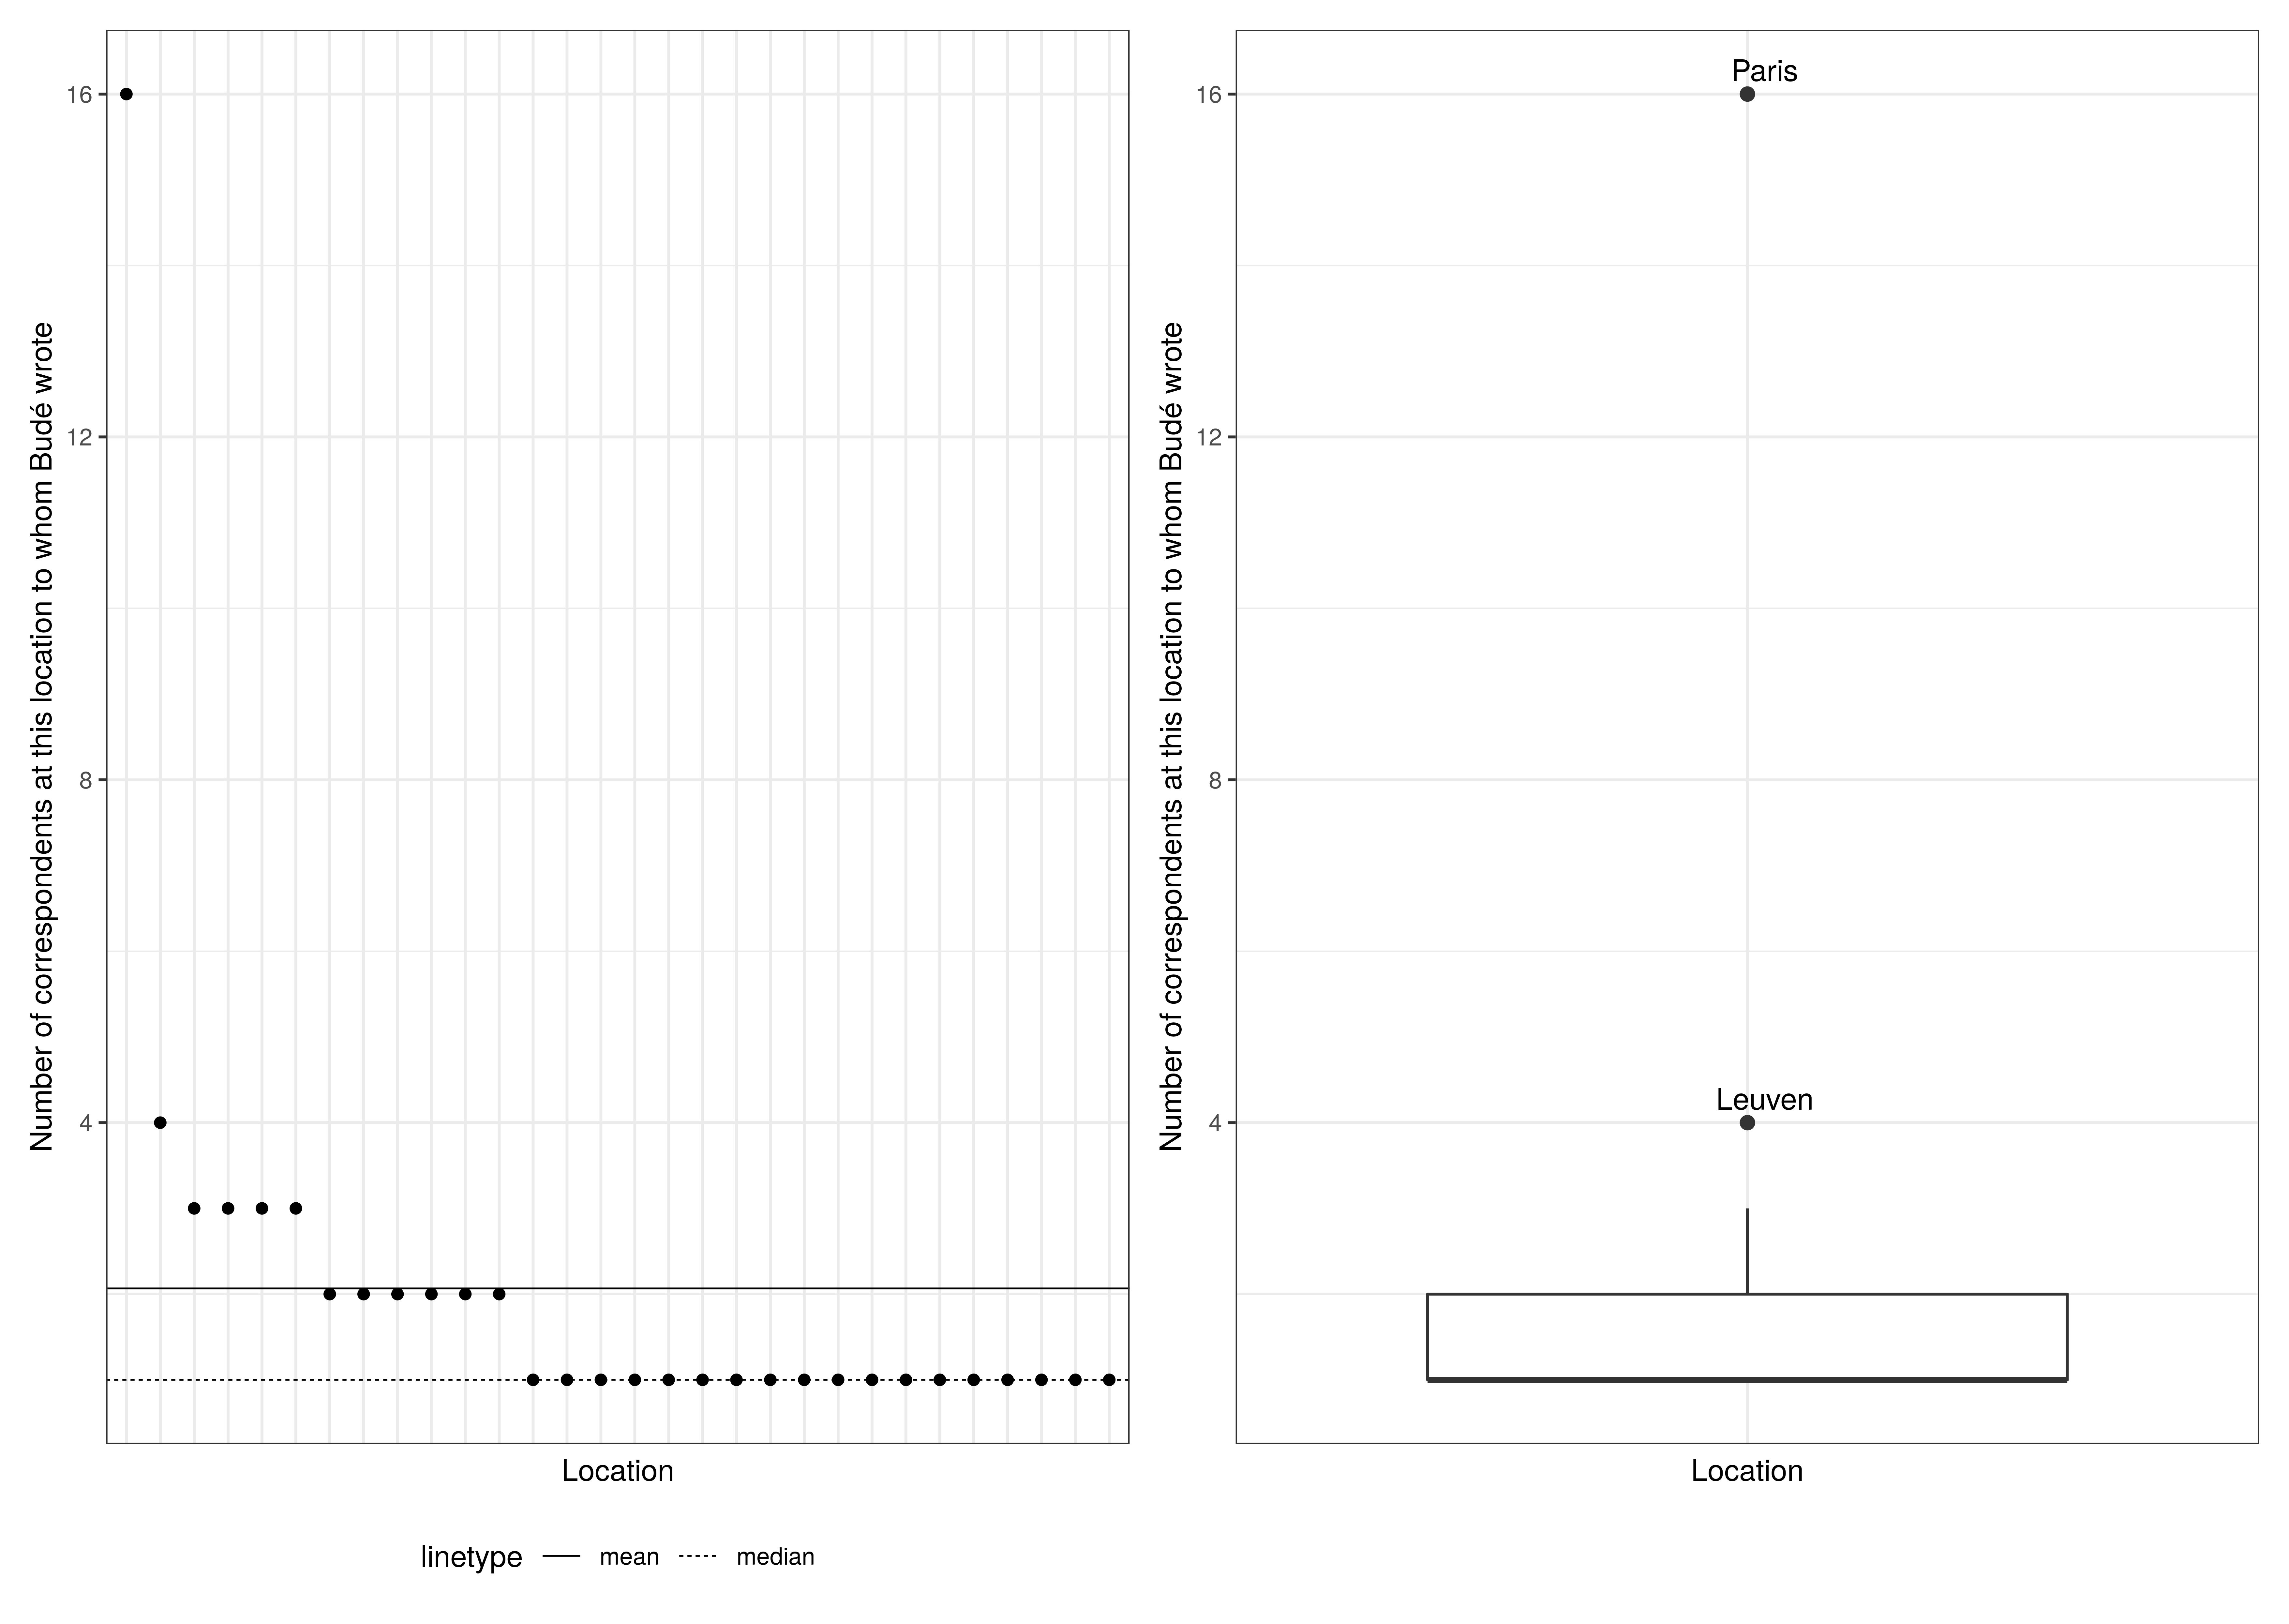 Number of correspondents at this location to whom Budé wrote
16
12
8
4
Location
linetype mean median
Number of correspondents at this location to whom Budé wrote
16
12
8
4
Paris
Leuven
Location